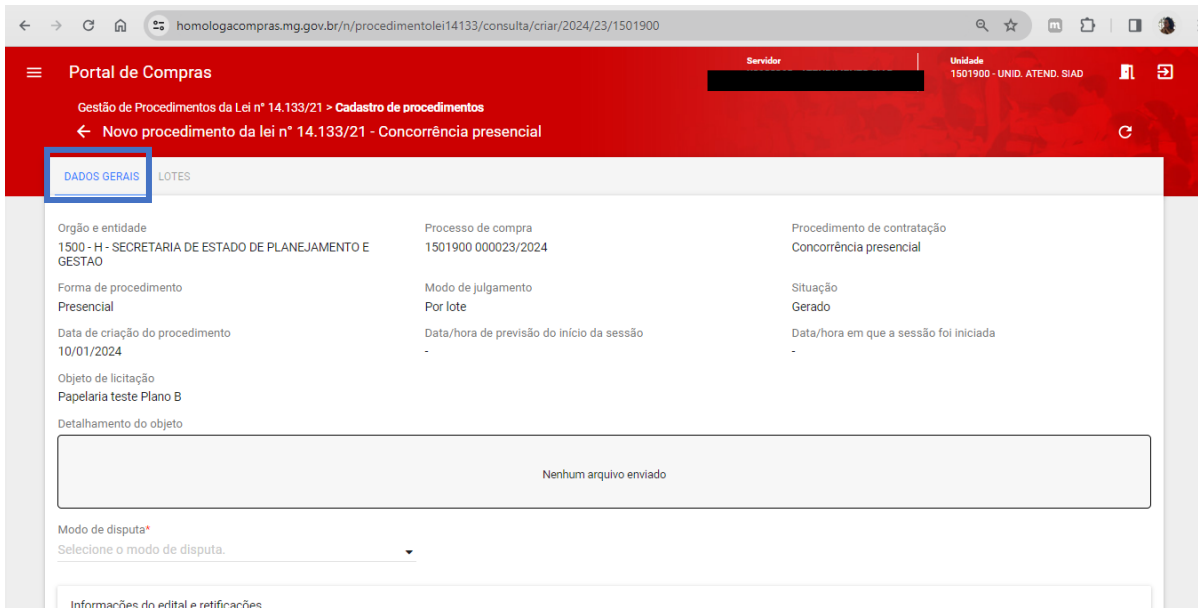 homologacompras.mg.gov.br/n/procedimentolei14133/consulta/criar/2024/23/1501900
Portal de Compras
Servidor
Unidade
1501900 - UNID. ATEND. SIAD
Gestão de Procedimentos da Lei n° 14.133/21 > Cadastro de procedimentos
Novo procedimento da lei n° 14.133/21 - Concorrência presencial
DADOS GERAIS LOTES
Orgão e entidade
1500 - H - SECRETARIA DE ESTADO DE PLANEJAMENTO E
GESTAO
Processo de compra
1501900 000023/2024
Procedimento de contratação
Concorrência presencial
Forma de procedimento
Presencial
Modo de julgamento
Por lote
Situação
Gerado
Data de criação do procedimento
10/01/2024
Data/hora de previsão do início da sessão
-
Data/hora em que a sessão foi iniciada
-
Objeto de licitação
Papelaria teste Plano B
Detalhamento do objeto
Nenhum arquivo enviado
Modo de disputa*
Selecione o modo de disputa.
Informações do edital e retificações